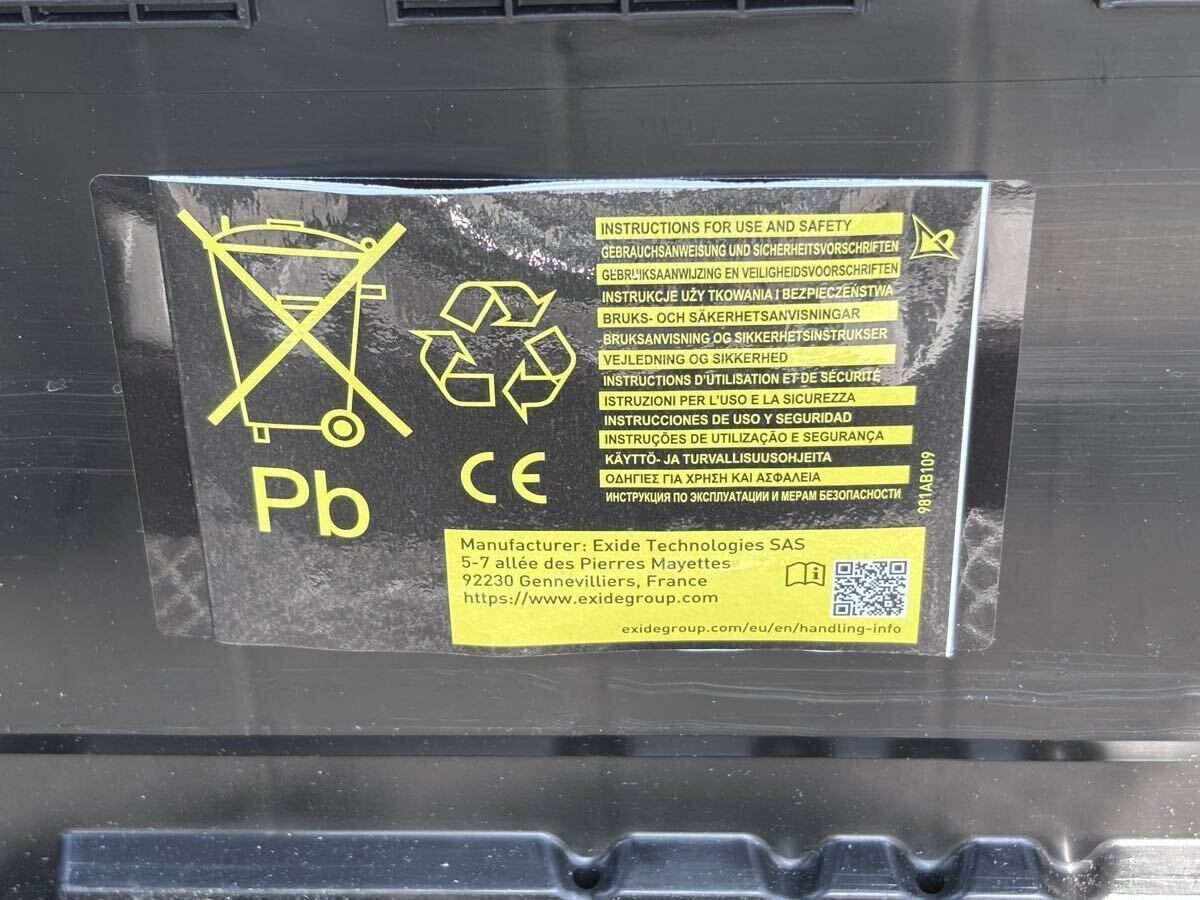 Pb
CE
INSTRUCTIONS FOR USE AND SAFETY
GEBRAUCHSANWEISUNG UND SICHERHEITSVORSCHRIFTEN
GEBRUIKSAANWIJZING EN VEILIGHEIDSVOORSCHRIFTEN
INSTRUKCJE UŻY TKOWANIA I BEZPIECZEŃSTWA
BRUKS- OCH SÄKERHETSANVISNINGAR
BRUKSANVISNING OG SIKKERHETSINSTRUKSER
VEJLEDNING OG SIKKERHED
INSTRUCTIONS D'UTILISATION ET DE SÉCURITÉ
ISTRUZIONI PER L'USO E LA SICUREZZA
INSTRUCCIONES DE USO Y SEGURIDAD
INSTRUÇÕES DE UTILIZAÇÃO E SEGURANÇA
KÄYTTÖ- JA TURVALLISUUSOHJEITA
ΟΔΗΓΙΕΣ ΓΙΑ ΧΡΗΣΗ ΚΑΙ ΑΣΦΑΛΕΙΑ
ИНСТРУКЦИЯ ПО ЭКСПЛУАТАЦИИ И МЕРАМ БЕЗОПАСНОСТИ
981AB109
Manufacturer: Exide Technologies SAS
5-7 allée des Pierres Mayettes
92230 Gennevilliers, France
https://www.exidegroup.com
exidegroup.com/eu/en/handling-info